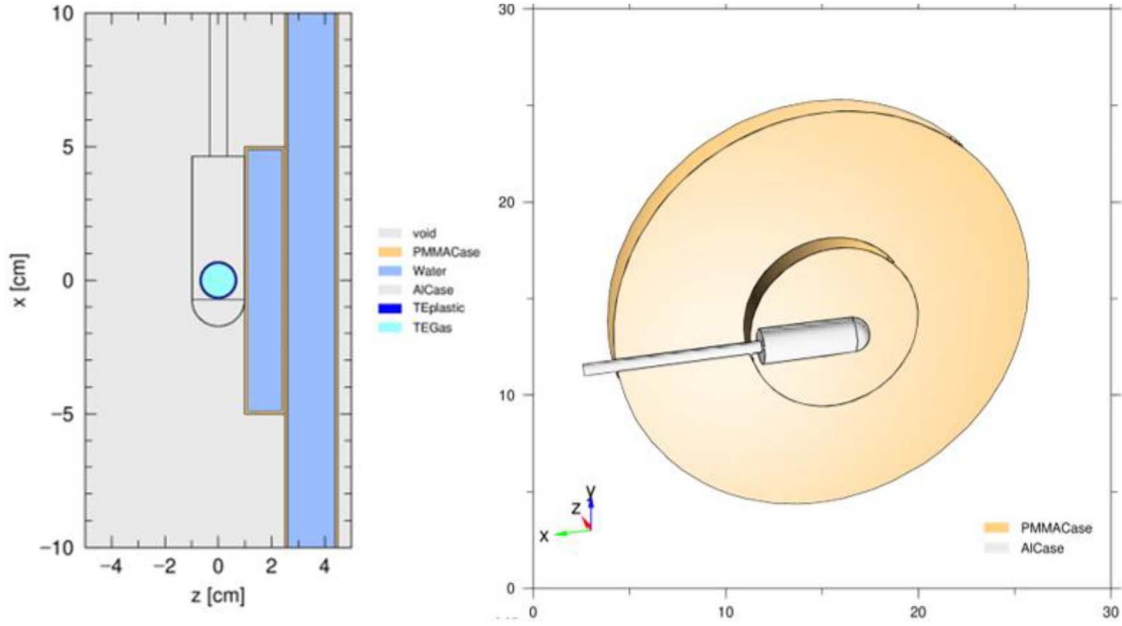 10
5
0
−5
−10
x [cm]
−4 −2 0 2 4
z [cm]
void
PMMACase
Water
AlCase
TEplastic
TEGas
30
20
10
0
0 10 20 30
y
z
x
PMMACase
AlCase